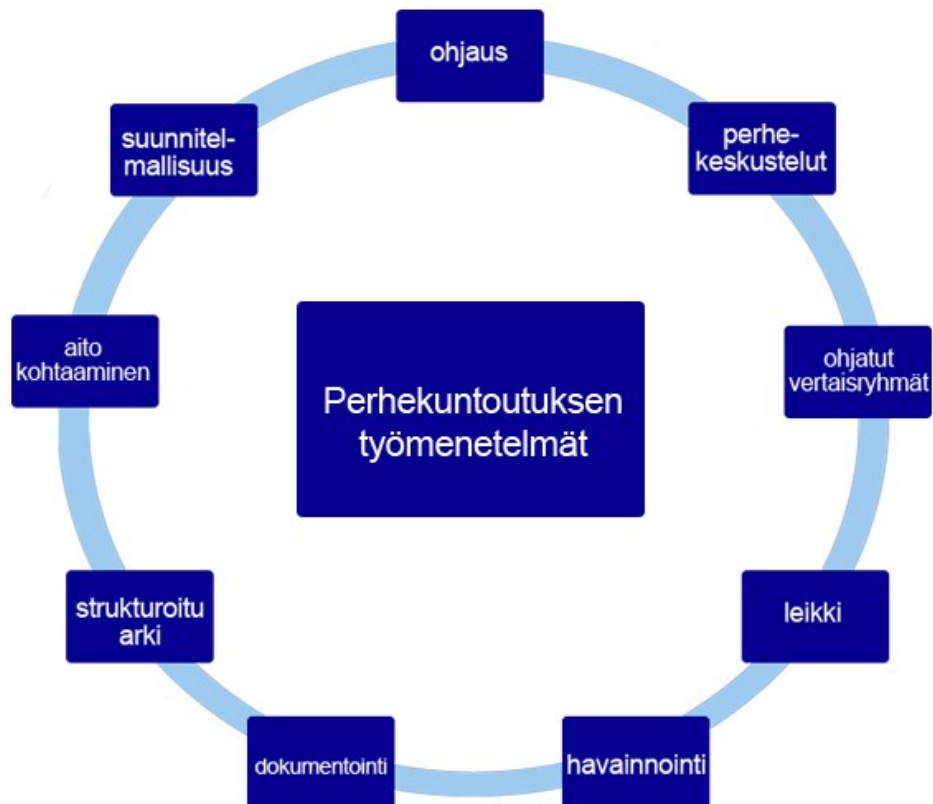 ohjaus
perhe-
keskustelut
ohjatut
vertaisryhmät
leikki
havainnointi
dokumentointi
strukturoitu
arki
aito
kohtaaminen
suunnitel-
mallisuus
Perhekuntoutuksen
työmenetelmät